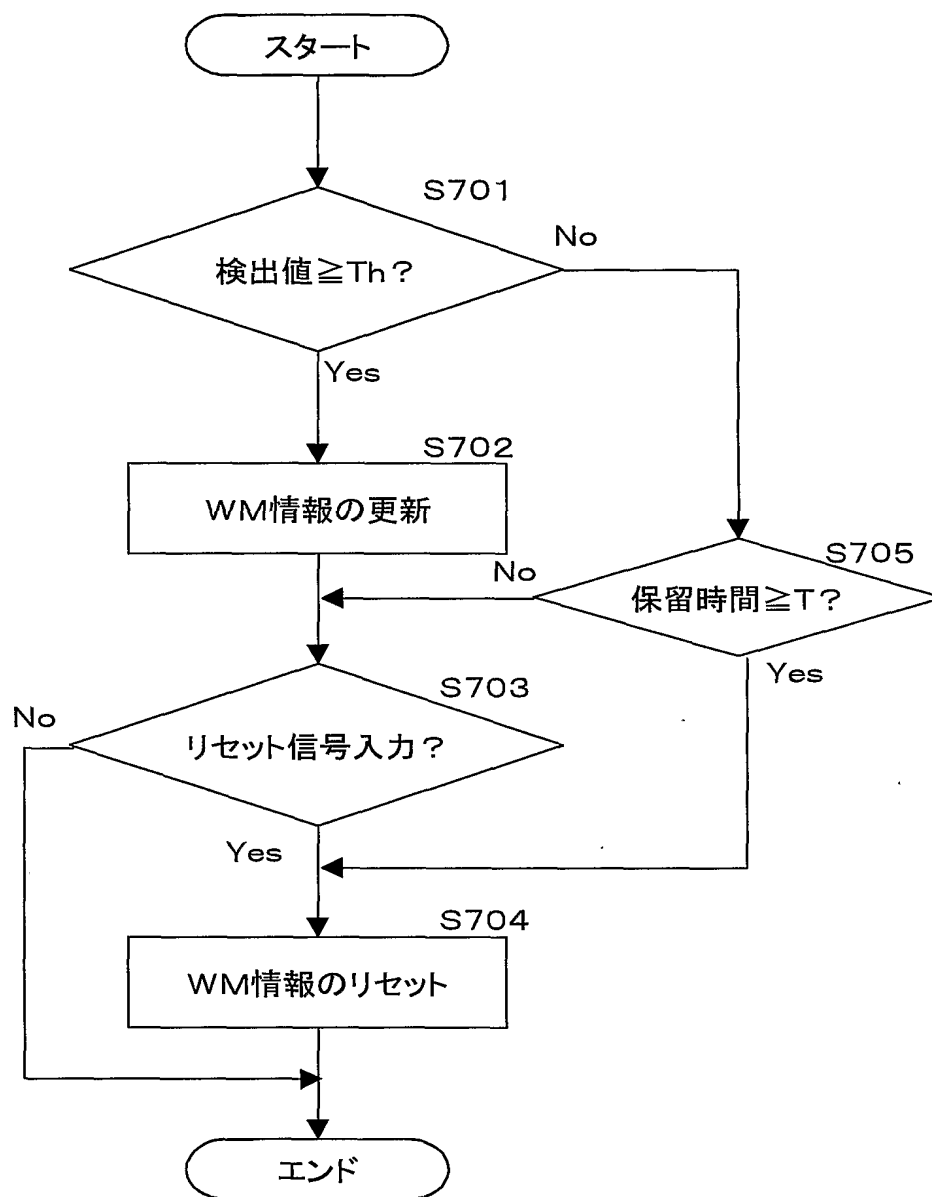 スタート
S701
検出値≧Th?
No
Yes
S702
WM情報の更新
S705
No
保留時間≧T?
Yes
S703
No
リセット信号入力?
Yes
S704
WM情報のリセット
エンド